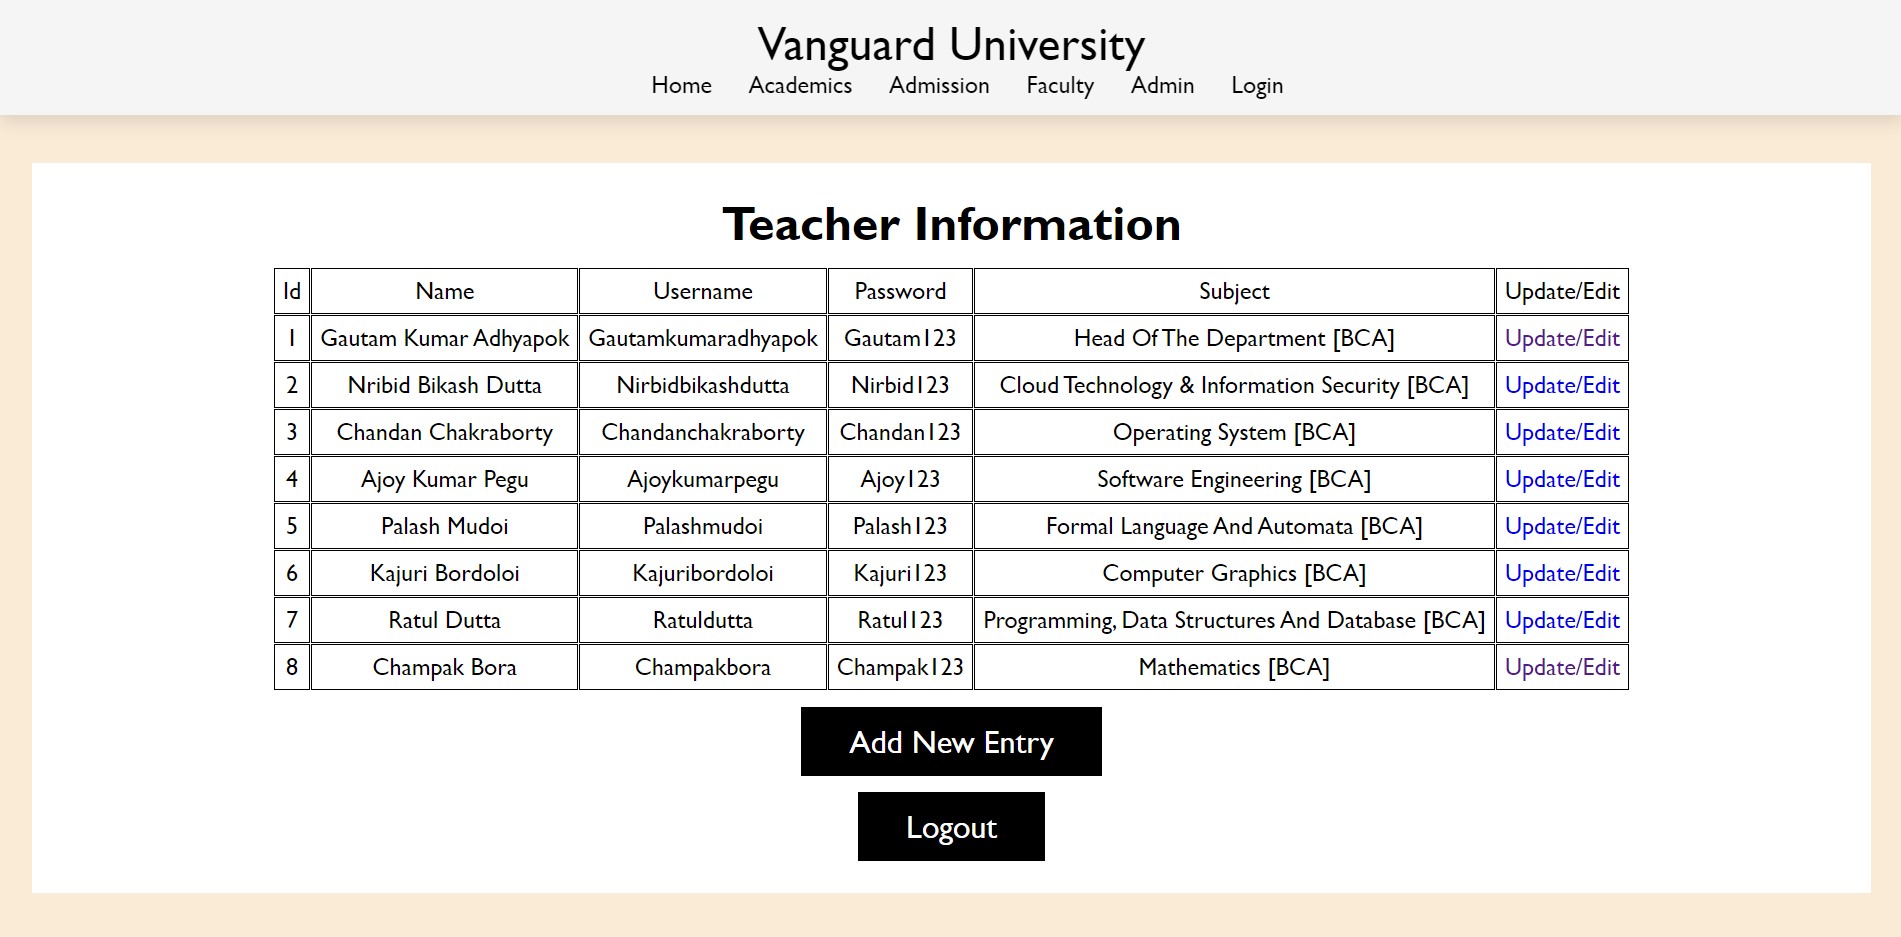 Vanguard University
Home Academics Admission Faculty Admin Login
Teacher Information
Id Name Username Password Subject Update/Edit
1 Gautam Kumar Adhyapok Gautamkumaradhyapok Gautam123 Head Of The Department [BCA] Update/Edit
2 Nribid Bikash Dutta Nirbidbikashdutta Nirbid123 Cloud Technology & Information Security [BCA] Update/Edit
3 Chandan Chakraborty Chandanchakraborty Chandan123 Operating System [BCA] Update/Edit
4 Ajoy Kumar Pegu Ajoykumarpegu Ajoy123 Software Engineering [BCA] Update/Edit
5 Palash Mudoi Palashmudoi Palash123 Formal Language And Automata [BCA] Update/Edit
6 Kajuri Bordoloi Kajuribordoloi Kajuri123 Computer Graphics [BCA] Update/Edit
7 Ratul Dutta Ratuldutta Ratul123 Programming, Data Structures And Database [BCA] Update/Edit
8 Champak Bora Champakbora Champak123 Mathematics [BCA] Update/Edit
Add New Entry
Logout